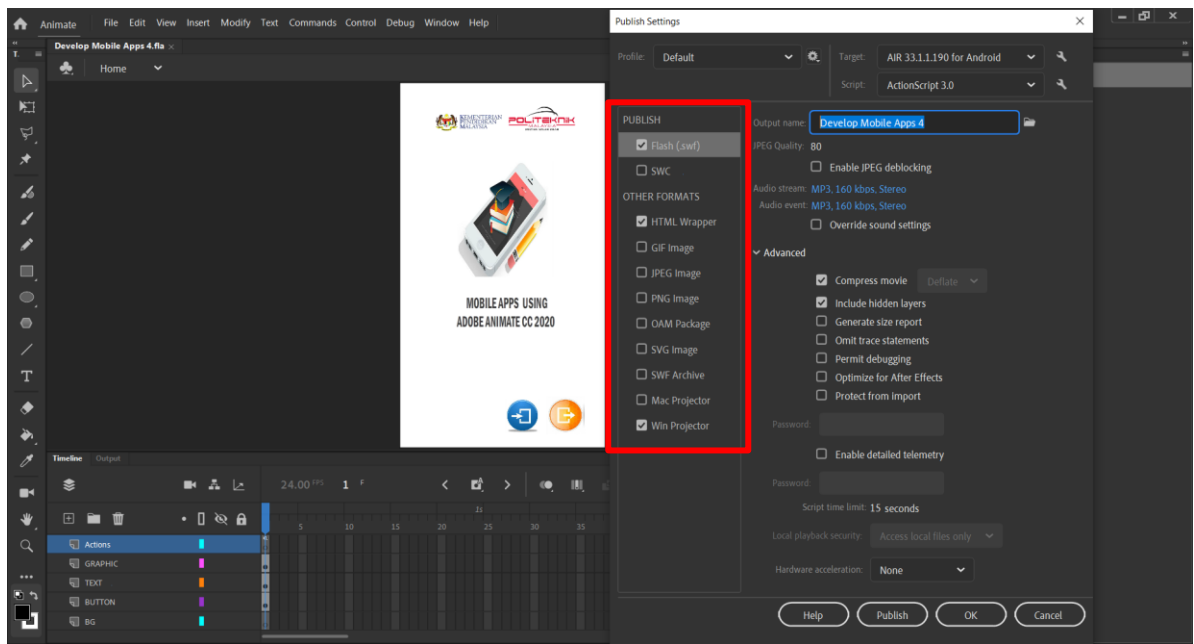 Animate File Edit View Insert Modify Text Commands Control Debug Window Help
Develop Mobile Apps 4.fla ×
Home
KEMENTERIAN
PENDIDIKAN
MALAYSIA
POLITEKNIK
MALAYSIA
MOBILE APPS USING
ADOBE ANIMATE CC 2020
Timeline Output
24.00 FPS 1 F
1s
5 10 15 20 25 30 35
Actions
GRAPHIC
TEXT
BUTTON
BG
Publish Settings
Profile: Default Target: AIR 33.1.1.190 for Android
Script: ActionScript 3.0
PUBLISH
Flash (.swf)
SWC
OTHER FORMATS
HTML Wrapper
GIF Image
JPEG Image
PNG Image
OAM Package
SVG Image
SWF Archive
Mac Projector
Win Projector
Output name: Develop Mobile Apps 4
JPEG Quality: 80
Enable JPEG deblocking
Audio stream: MP3, 160 kbps, Stereo
Audio event: MP3, 160 kbps, Stereo
Override sound settings
Advanced
Compress movie Deflate
Include hidden layers
Generate size report
Omit trace statements
Permit debugging
Optimize for After Effects
Protect from import
Password:
Enable detailed telemetry
Password:
Script time limit: 15 seconds
Local playback security: Access local files only
Hardware acceleration: None
Help Publish OK Cancel